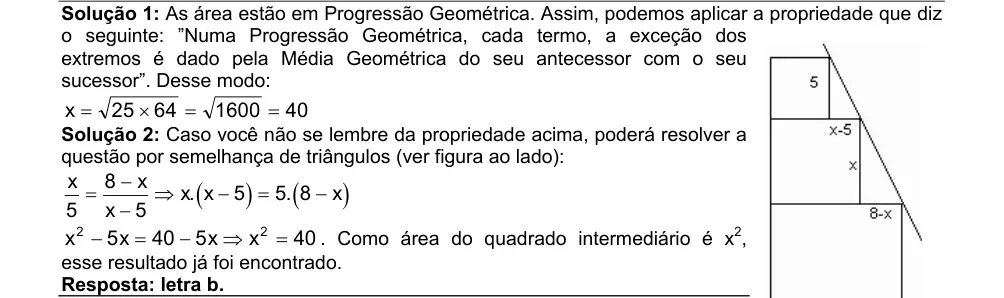 Solução 1: As área estão em Progressão Geométrica. Assim, podemos aplicar a propriedade que diz
o seguinte: ”Numa Progressão Geométrica, cada termo, a exceção dos
extremos é dado pela Média Geométrica do seu antecessor com o seu
sucessor”. Desse modo:
x = √25 × 64 = √1600 = 40
Solução 2: Caso você não se lembre da propriedade acima, poderá resolver a
questão por semelhança de triângulos (ver figura ao lado):
x/5 = (8 − x)/(x − 5) ⇒ x.(x − 5) = 5.(8 − x)
x² − 5x = 40 − 5x ⇒ x² = 40 . Como área do quadrado intermediário é x²,
esse resultado já foi encontrado.
Resposta: letra b.
5
x-5
x
8-x